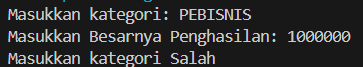 Masukkan kategori: PEBISNIS
Masukkan Besarnya Penghasilan: 1000000
Masukkan kategori Salah